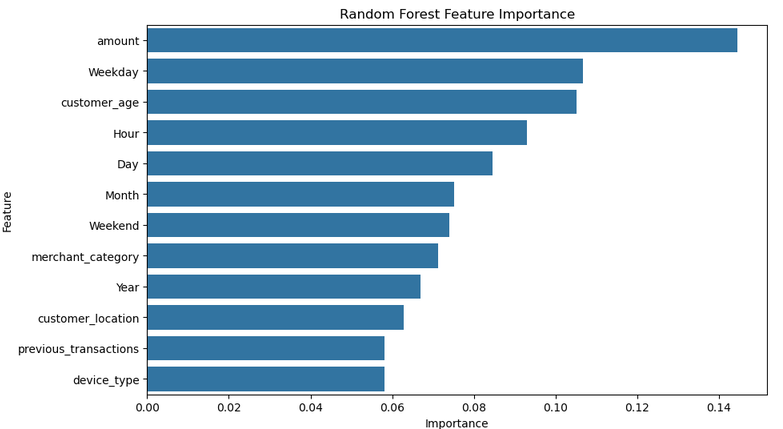 Random Forest Feature Importance
Feature
amount
Weekday
customer_age
Hour
Day
Month
Weekend
merchant_category
Year
customer_location
previous_transactions
device_type
0.00 0.02 0.04 0.06 0.08 0.10 0.12 0.14
Importance